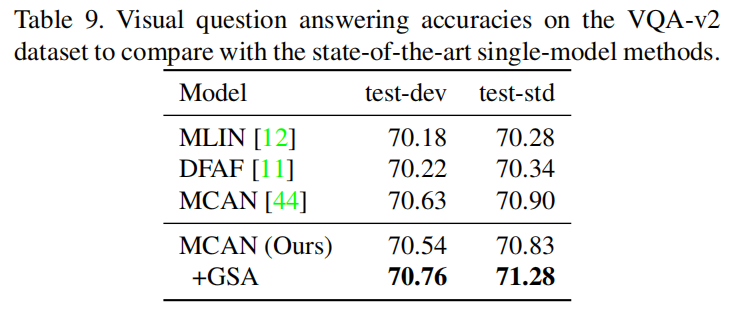 Table 9. Visual question answering accuracies on the VQA-v2
dataset to compare with the state-of-the-art single-model methods.
Model test-dev test-std
MLIN [12] 70.18 70.28
DFAF [11] 70.22 70.34
MCAN [44] 70.63 70.90
MCAN (Ours) 70.54 70.83
+GSA 70.76 71.28